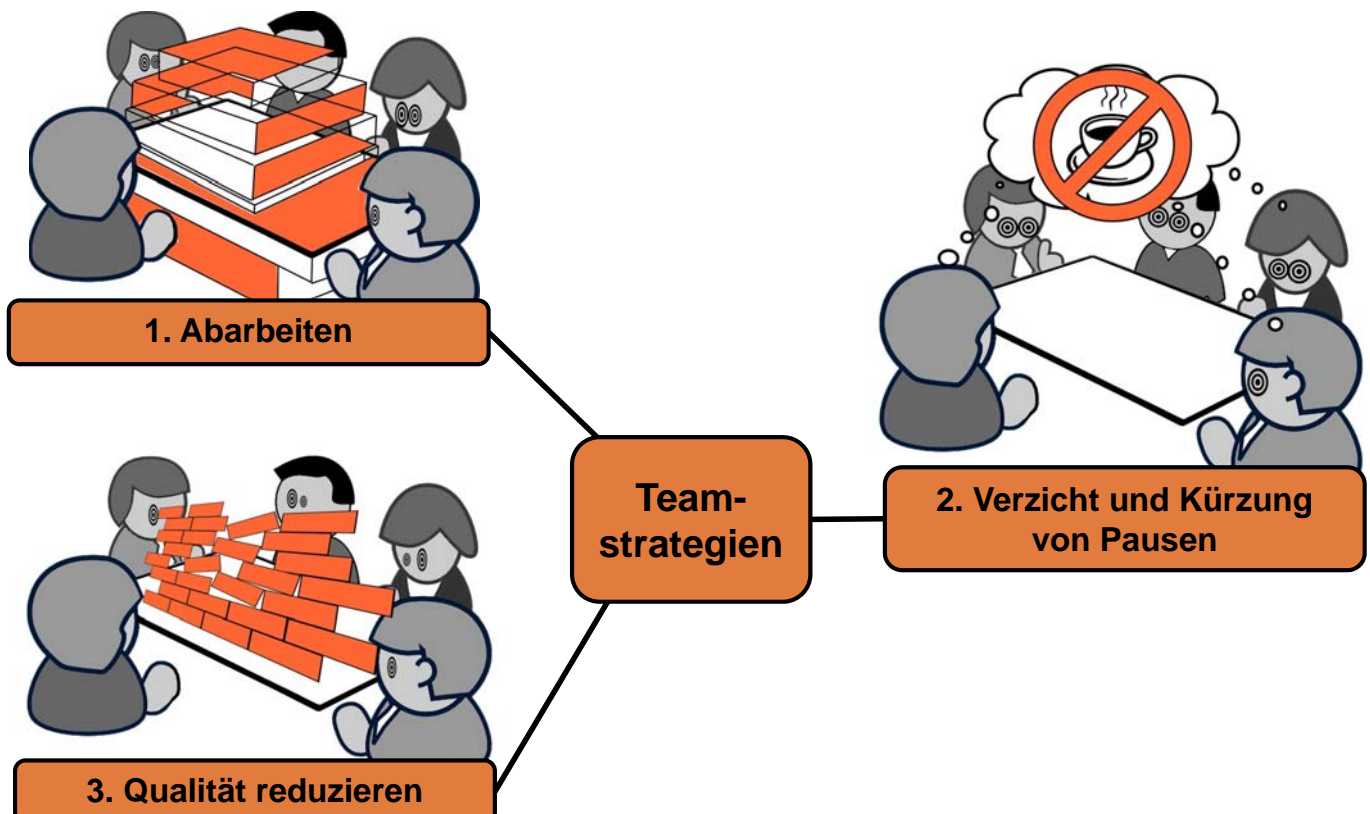 1. Abarbeiten
2. Verzicht und Kürzung
von Pausen
Team-
strategien
3. Qualität reduzieren